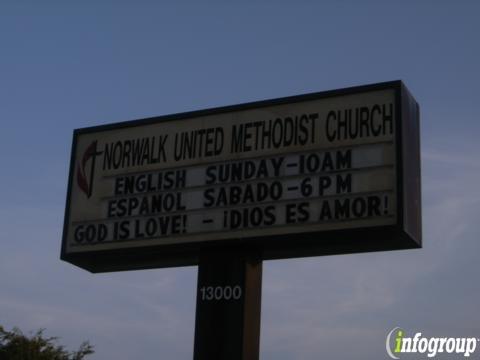 NORWALK UNITED METHODIST CHURCH
ENGLISH SUNDAY-10AM
ESPANOL SABADO-6PM
GOD IS LOVE! - ¡DIOS ES AMOR!
13000
infogroup